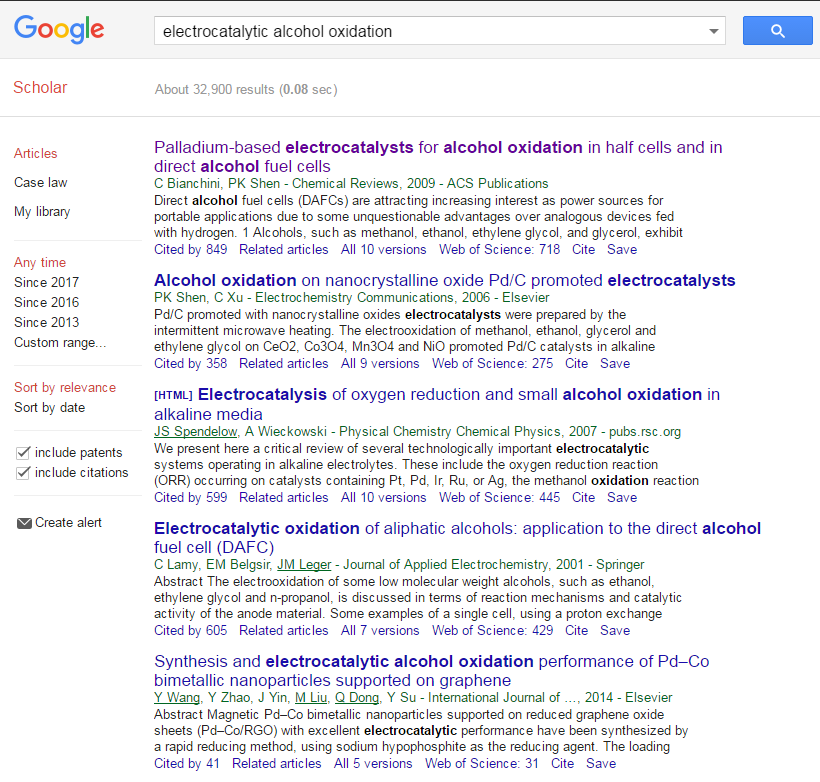 Google
electrocatalytic alcohol oxidation
Scholar
About 32,900 results (0.08 sec)
Articles
Case law
My library
Any time
Since 2017
Since 2016
Since 2013
Custom range...
Sort by relevance
Sort by date
include patents
include citations
Create alert
Palladium-based electrocatalysts for alcohol oxidation in half cells and in
direct alcohol fuel cells
C Bianchini, PK Shen - Chemical Reviews, 2009 - ACS Publications
Direct alcohol fuel cells (DAFCs) are attracting increasing interest as power sources for
portable applications due to some unquestionable advantages over analogous devices fed
with hydrogen. 1 Alcohols, such as methanol, ethanol, ethylene glycol, and glycerol, exhibit
Cited by 849 Related articles All 10 versions Web of Science: 718 Cite Save
Alcohol oxidation on nanocrystalline oxide Pd/C promoted electrocatalysts
PK Shen, C Xu - Electrochemistry Communications, 2006 - Elsevier
Pd/C promoted with nanocrystalline oxides electrocatalysts were prepared by the
intermittent microwave heating. The electrooxidation of methanol, ethanol, glycerol and
ethylene glycol on CeO2, Co3O4, Mn3O4 and NiO promoted Pd/C catalysts in alkaline
Cited by 358 Related articles All 9 versions Web of Science: 275 Cite Save
[HTML] Electrocatalysis of oxygen reduction and small alcohol oxidation in
alkaline media
JS Spendelow, A Wieckowski - Physical Chemistry Chemical Physics, 2007 - pubs.rsc.org
We present here a critical review of several technologically important electrocatalytic
systems operating in alkaline electrolytes. These include the oxygen reduction reaction
(ORR) occurring on catalysts containing Pt, Pd, Ir, Ru, or Ag, the methanol oxidation reaction
Cited by 599 Related articles All 10 versions Web of Science: 445 Cite Save
Electrocatalytic oxidation of aliphatic alcohols: application to the direct alcohol
fuel cell (DAFC)
C Lamy, EM Belgsir, JM Leger - Journal of Applied Electrochemistry, 2001 - Springer
Abstract The electrooxidation of some low molecular weight alcohols, such as ethanol,
ethylene glycol and n-propanol, is discussed in terms of reaction mechanisms and catalytic
activity of the anode material. Some examples of a single cell, using a proton exchange
Cited by 605 Related articles All 7 versions Web of Science: 429 Cite Save
Synthesis and electrocatalytic alcohol oxidation performance of Pd–Co
bimetallic nanoparticles supported on graphene
Y Wang, Y Zhao, J Yin, M Liu, Q Dong, Y Su - International Journal of ..., 2014 - Elsevier
Abstract Magnetic Pd–Co bimetallic nanoparticles supported on reduced graphene oxide
sheets (Pd–Co/RGO) with excellent electrocatalytic performance have been synthesized by
a rapid reducing method, using sodium hypophosphite as the reducing agent. The loading
Cited by 41 Related articles All 5 versions Web of Science: 31 Cite Save